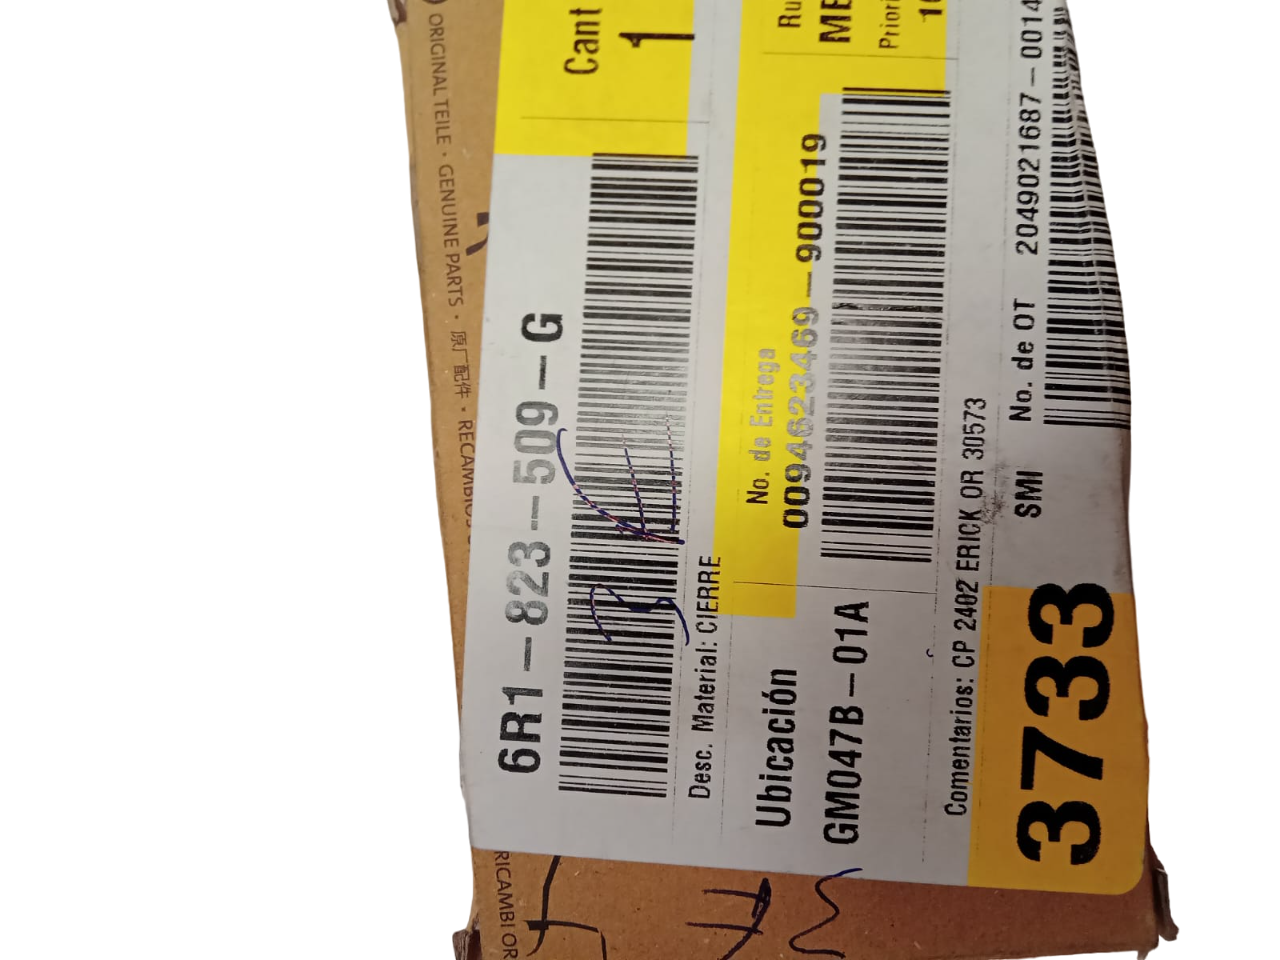 ORIGINAL TEILE · GENUINE PARTS · 原厂配件 · RECAMBIOS
RICAMBI OR
6R1-823-509-G
Cant
1
Desc. Material: CIERRE
No. de Entrega
0094623469-900019
Ubicación
GM047B-01A
Comentarios: CP 2402 ERICK OR 30573
SMI No. de OT 2049021687-0014
3733